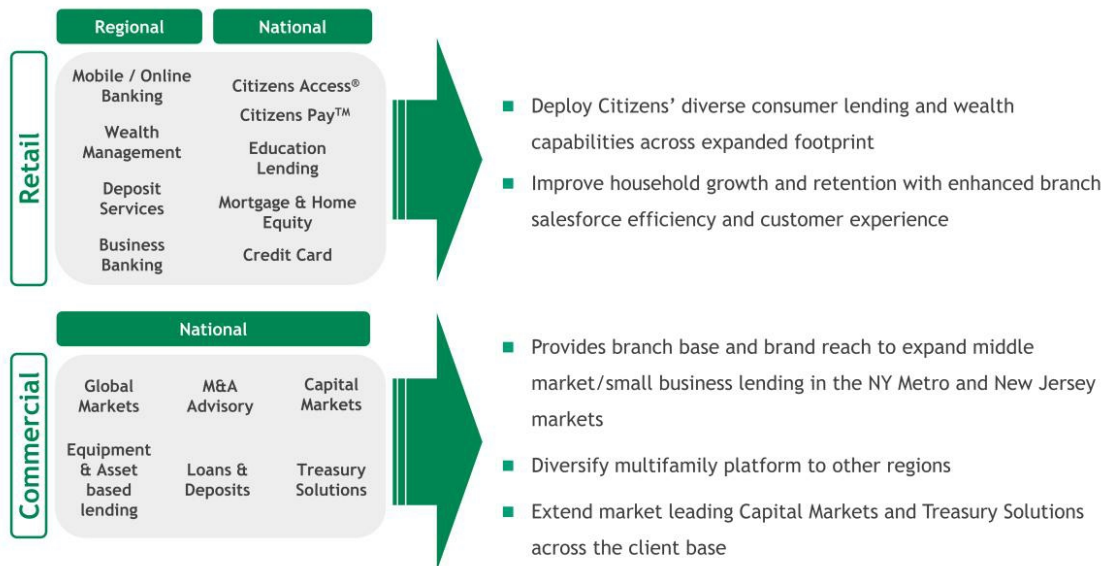 Regional
National
Retail
Mobile / Online
Banking
Wealth
Management
Deposit
Services
Business
Banking
Citizens Access®
Citizens Pay™
Education
Lending
Mortgage & Home
Equity
Credit Card
■ Deploy Citizens’ diverse consumer lending and wealth
capabilities across expanded footprint
■ Improve household growth and retention with enhanced branch
salesforce efficiency and customer experience
National
Commercial
Global
Markets
M&A
Advisory
Capital
Markets
Equipment
& Asset
based
lending
Loans &
Deposits
Treasury
Solutions
■ Provides branch base and brand reach to expand middle
market/small business lending in the NY Metro and New Jersey
markets
■ Diversify multifamily platform to other regions
■ Extend market leading Capital Markets and Treasury Solutions
across the client base